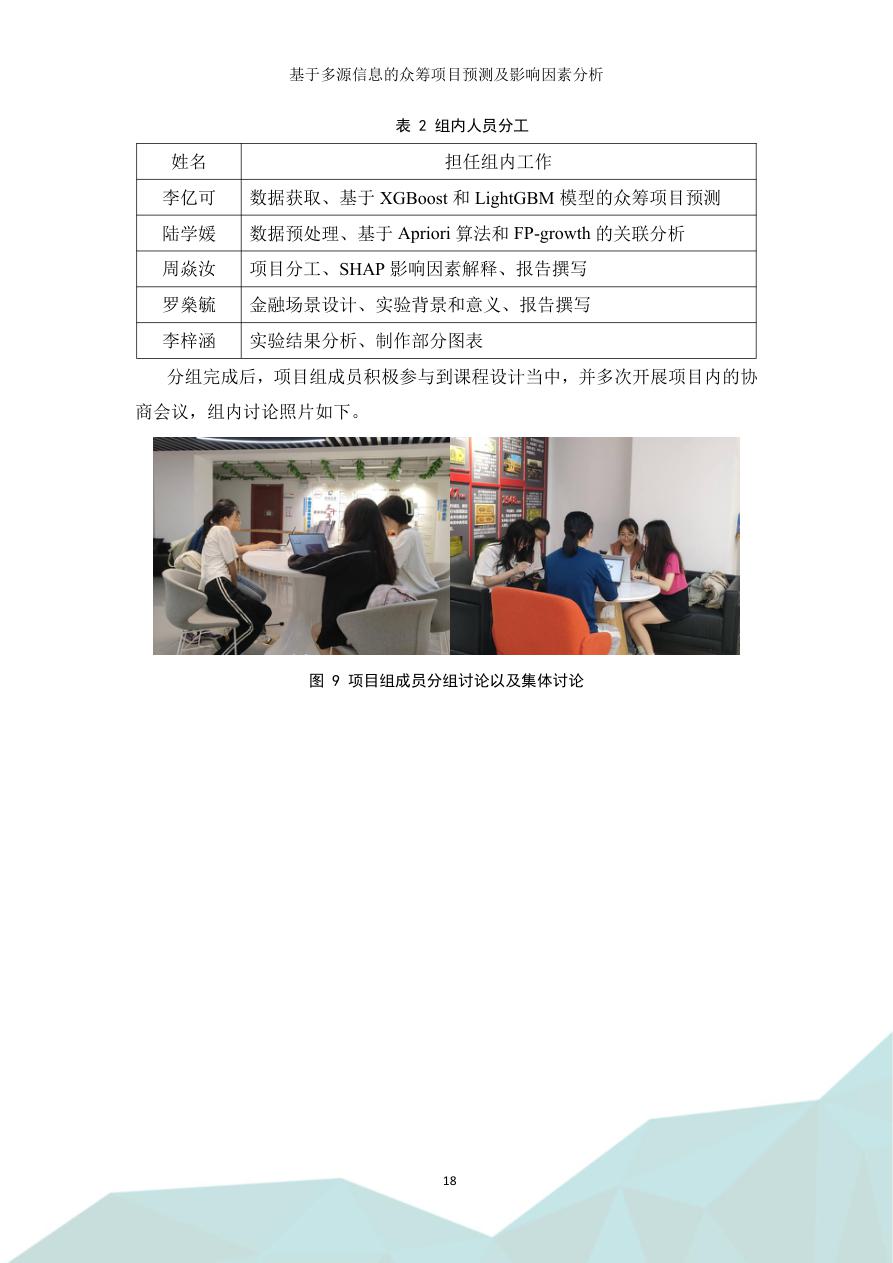 基于多源信息的众筹项目预测及影响因素分析
表 2 组内人员分工
姓名 担任组内工作
李亿可 数据获取、基于 XGBoost 和 LightGBM 模型的众筹项目预测
陆学媛 数据预处理、基于 Apriori 算法和 FP-growth 的关联分析
周焱汝 项目分工、SHAP 影响因素解释、报告撰写
罗燊毓 金融场景设计、实验背景和意义、报告撰写
李梓涵 实验结果分析、制作部分图表
分组完成后，项目组成员积极参与到课程设计当中，并多次开展项目内的协
商会议，组内讨论照片如下。
图 9 项目组成员分组讨论以及集体讨论
18